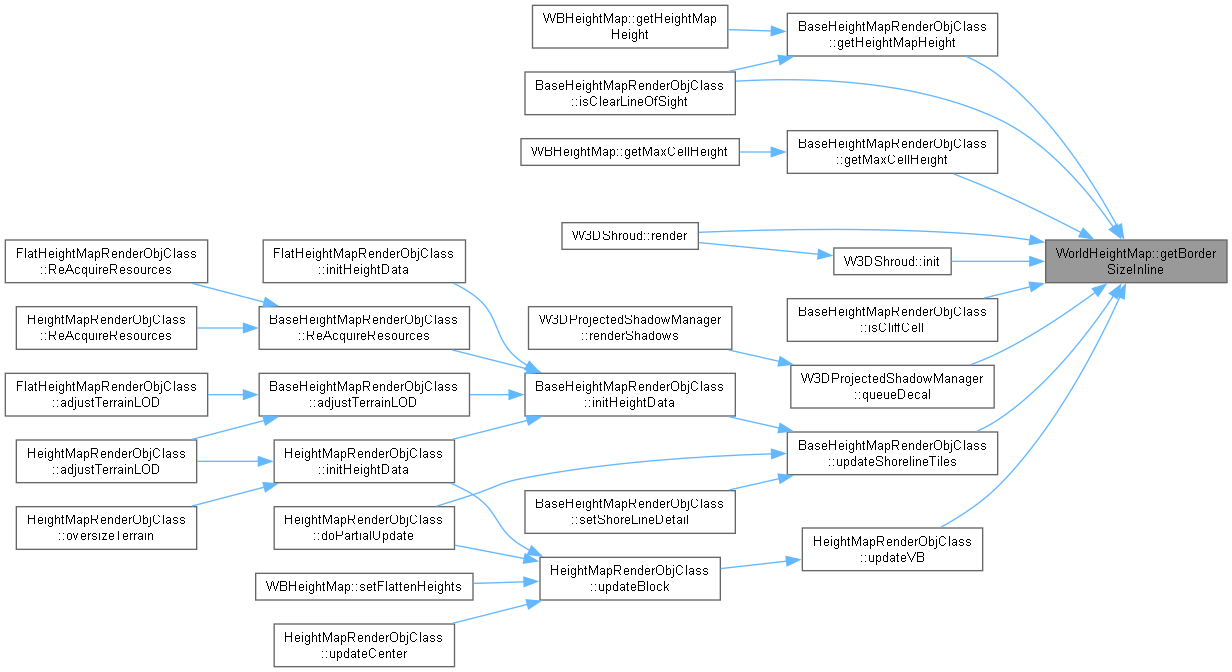 WBHeightMap::getHeightMap
Height
BaseHeightMapRenderObjClass
::getHeightMapHeight
BaseHeightMapRenderObjClass
::isClearLineOfSight
WBHeightMap::getMaxCellHeight
BaseHeightMapRenderObjClass
::getMaxCellHeight
W3DShroud::render
W3DShroud::init
WorldHeightMap::getBorder
SizeInline
BaseHeightMapRenderObjClass
::isCliffCell
FlatHeightMapRenderObjClass
::ReAcquireResources
FlatHeightMapRenderObjClass
::initHeightData
HeightMapRenderObjClass
::ReAcquireResources
BaseHeightMapRenderObjClass
::ReAcquireResources
W3DProjectedShadowManager
::renderShadows
W3DProjectedShadowManager
::queueDecal
FlatHeightMapRenderObjClass
::adjustTerrainLOD
BaseHeightMapRenderObjClass
::adjustTerrainLOD
BaseHeightMapRenderObjClass
::initHeightData
HeightMapRenderObjClass
::adjustTerrainLOD
HeightMapRenderObjClass
::initHeightData
BaseHeightMapRenderObjClass
::updateShorelineTiles
HeightMapRenderObjClass
::oversizeTerrain
HeightMapRenderObjClass
::doPartialUpdate
BaseHeightMapRenderObjClass
::setShoreLineDetail
HeightMapRenderObjClass
::updateVB
WBHeightMap::setFlattenHeights
HeightMapRenderObjClass
::updateBlock
HeightMapRenderObjClass
::updateCenter